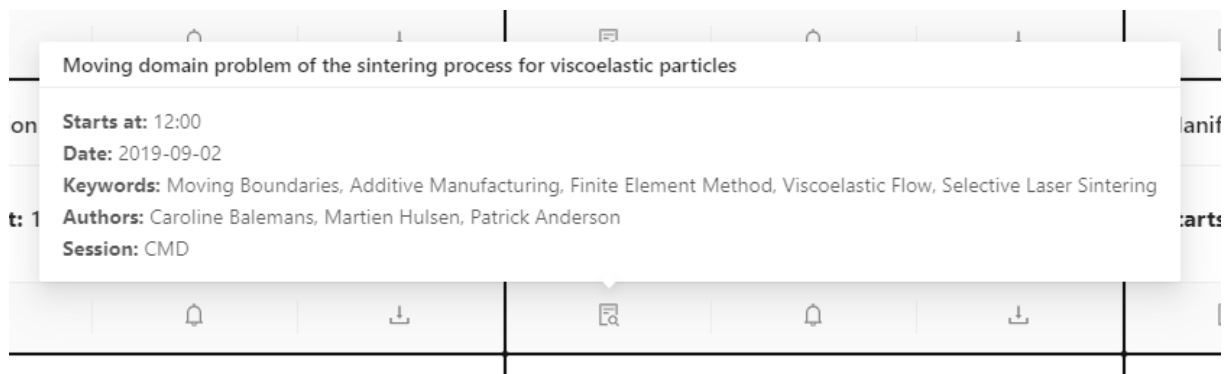 Moving domain problem of the sintering process for viscoelastic particles
Starts at: 12:00
Date: 2019-09-02
Keywords: Moving Boundaries, Additive Manufacturing, Finite Element Method, Viscoelastic Flow, Selective Laser Sintering
Authors: Caroline Balemans, Martien Hulsen, Patrick Anderson
Session: CMD